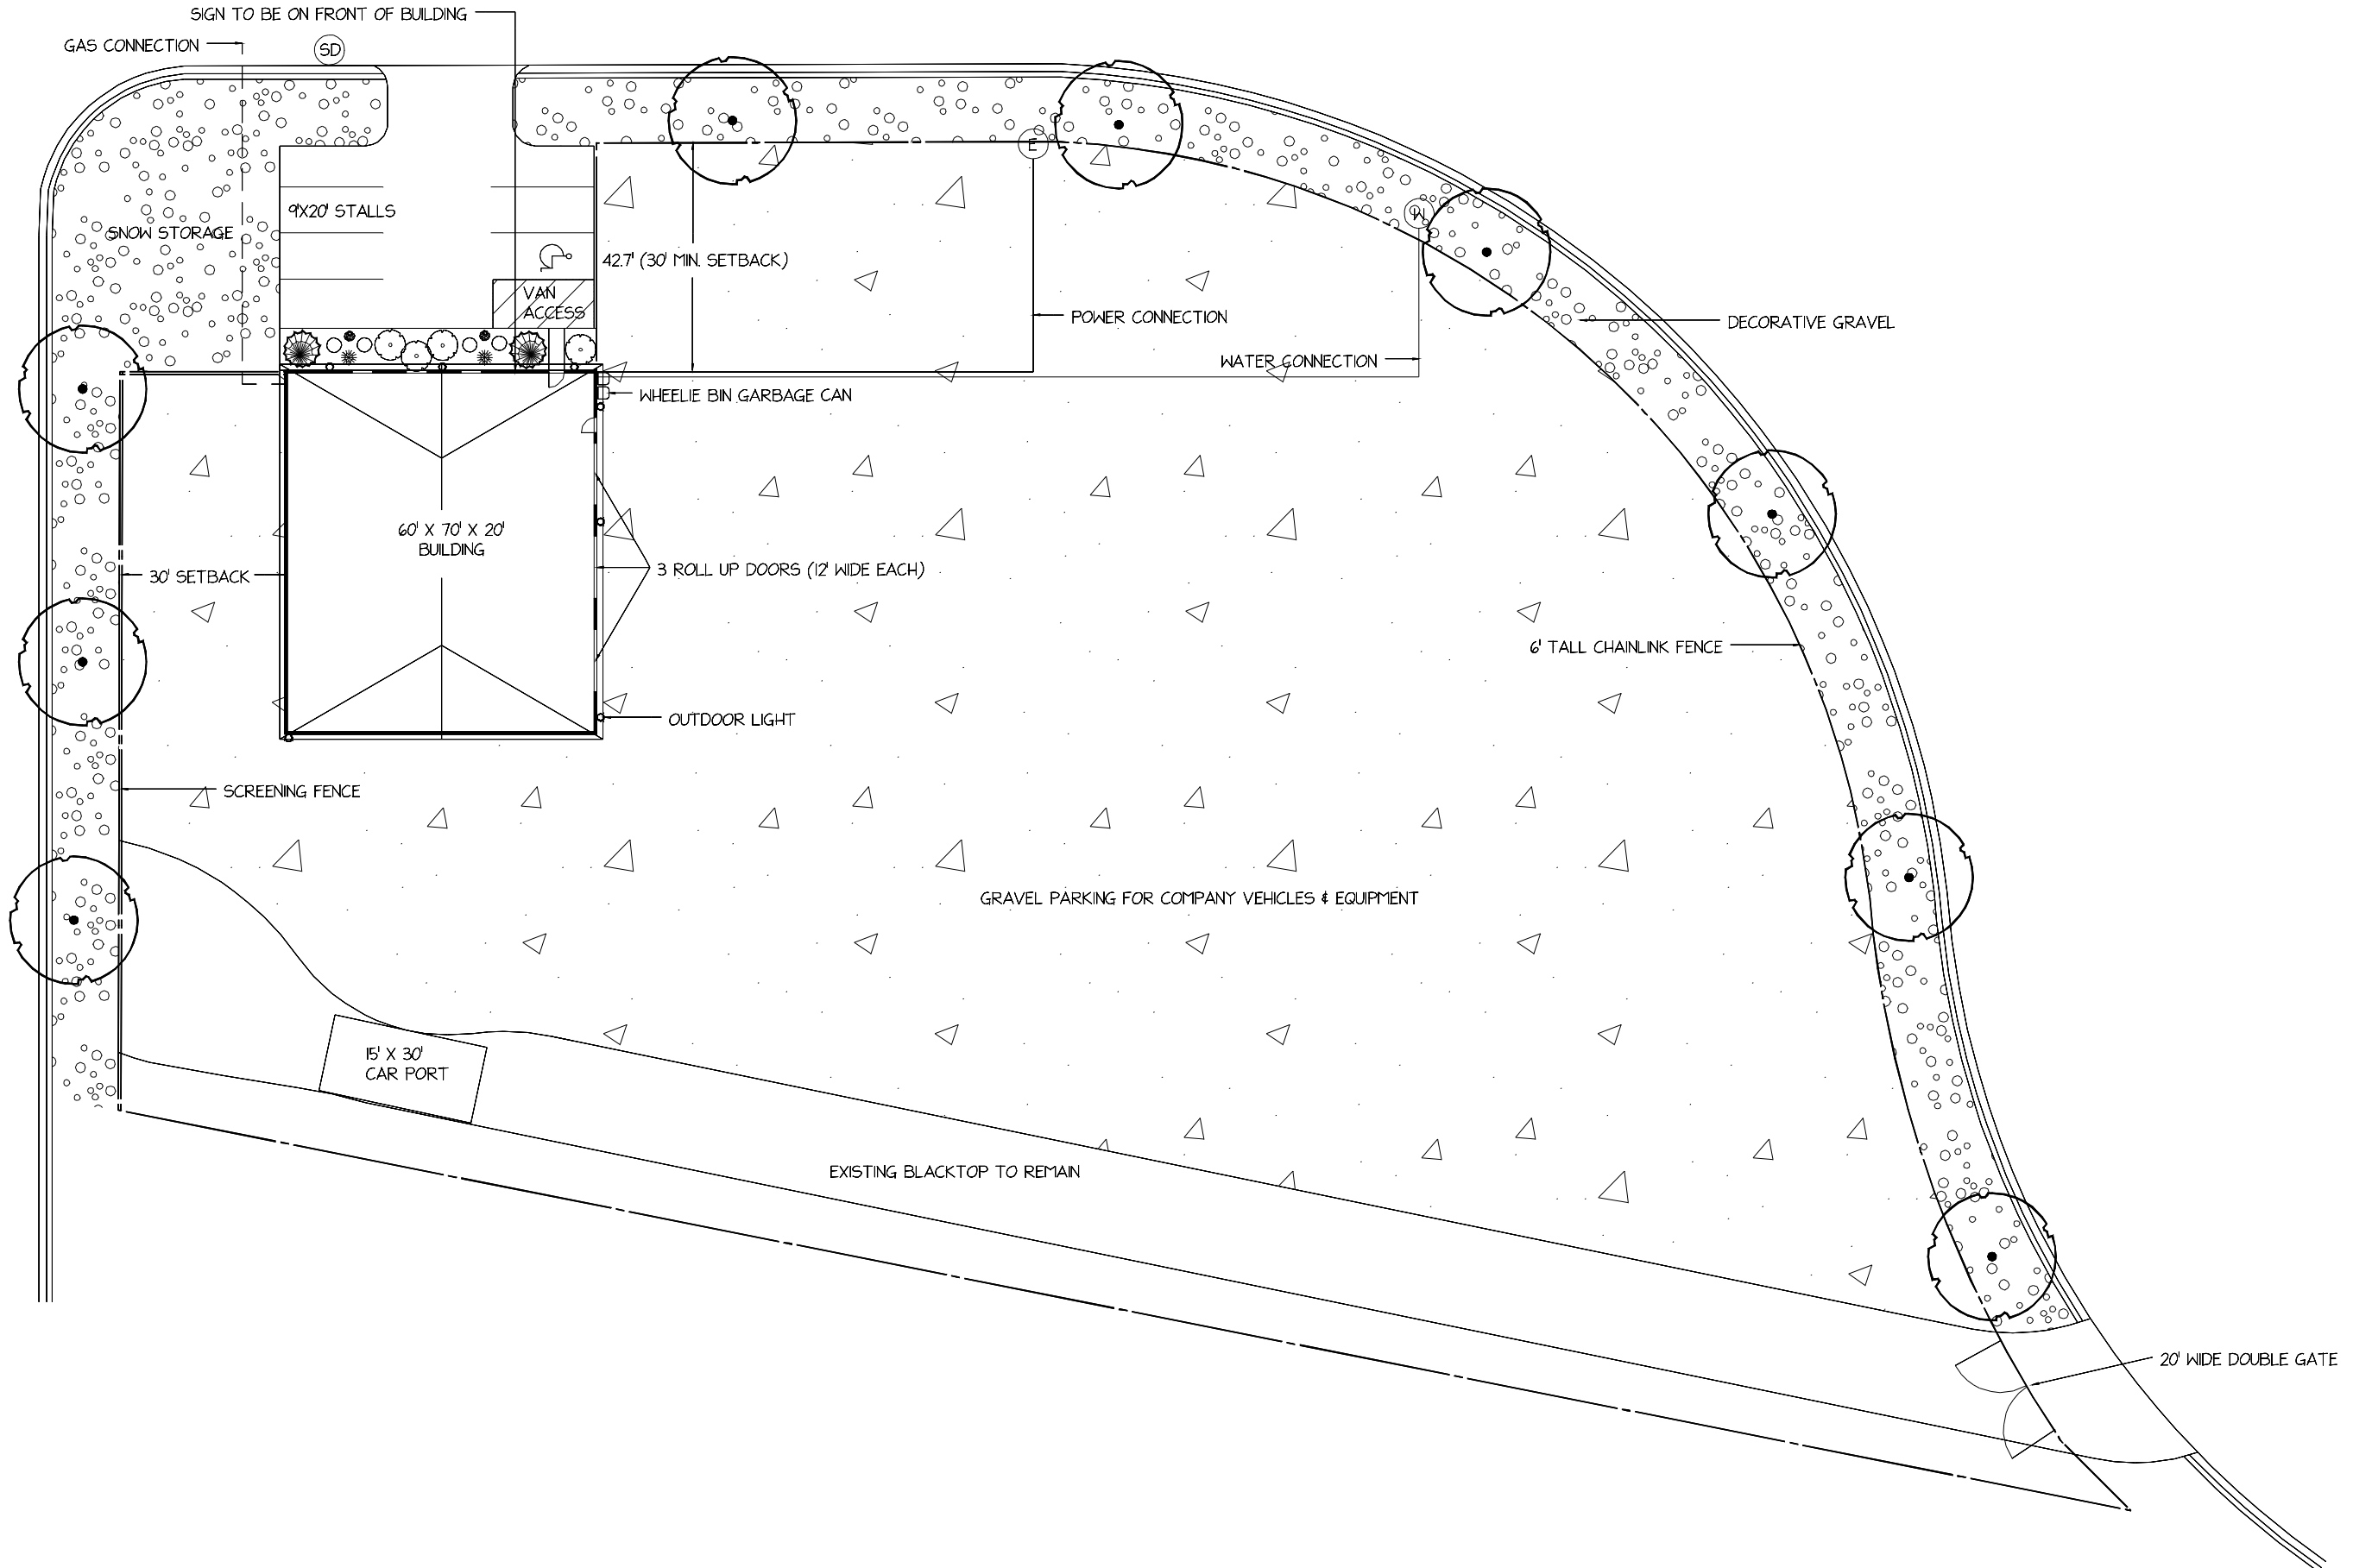 SIGN TO BE ON FRONT OF BUILDING
GAS CONNECTION
SD
E
W
9'X20' STALLS
SNOW STORAGE
42.7' (30' MIN. SETBACK)
VAN
ACCESS
POWER CONNECTION
DECORATIVE GRAVEL
WATER CONNECTION
WHEELIE BIN GARBAGE CAN
60' X 70' X 20'
BUILDING
30' SETBACK
3 ROLL UP DOORS (12' WIDE EACH)
6' TALL CHAINLINK FENCE
OUTDOOR LIGHT
SCREENING FENCE
GRAVEL PARKING FOR COMPANY VEHICLES & EQUIPMENT
15' X 30'
CAR PORT
EXISTING BLACKTOP TO REMAIN
20' WIDE DOUBLE GATE